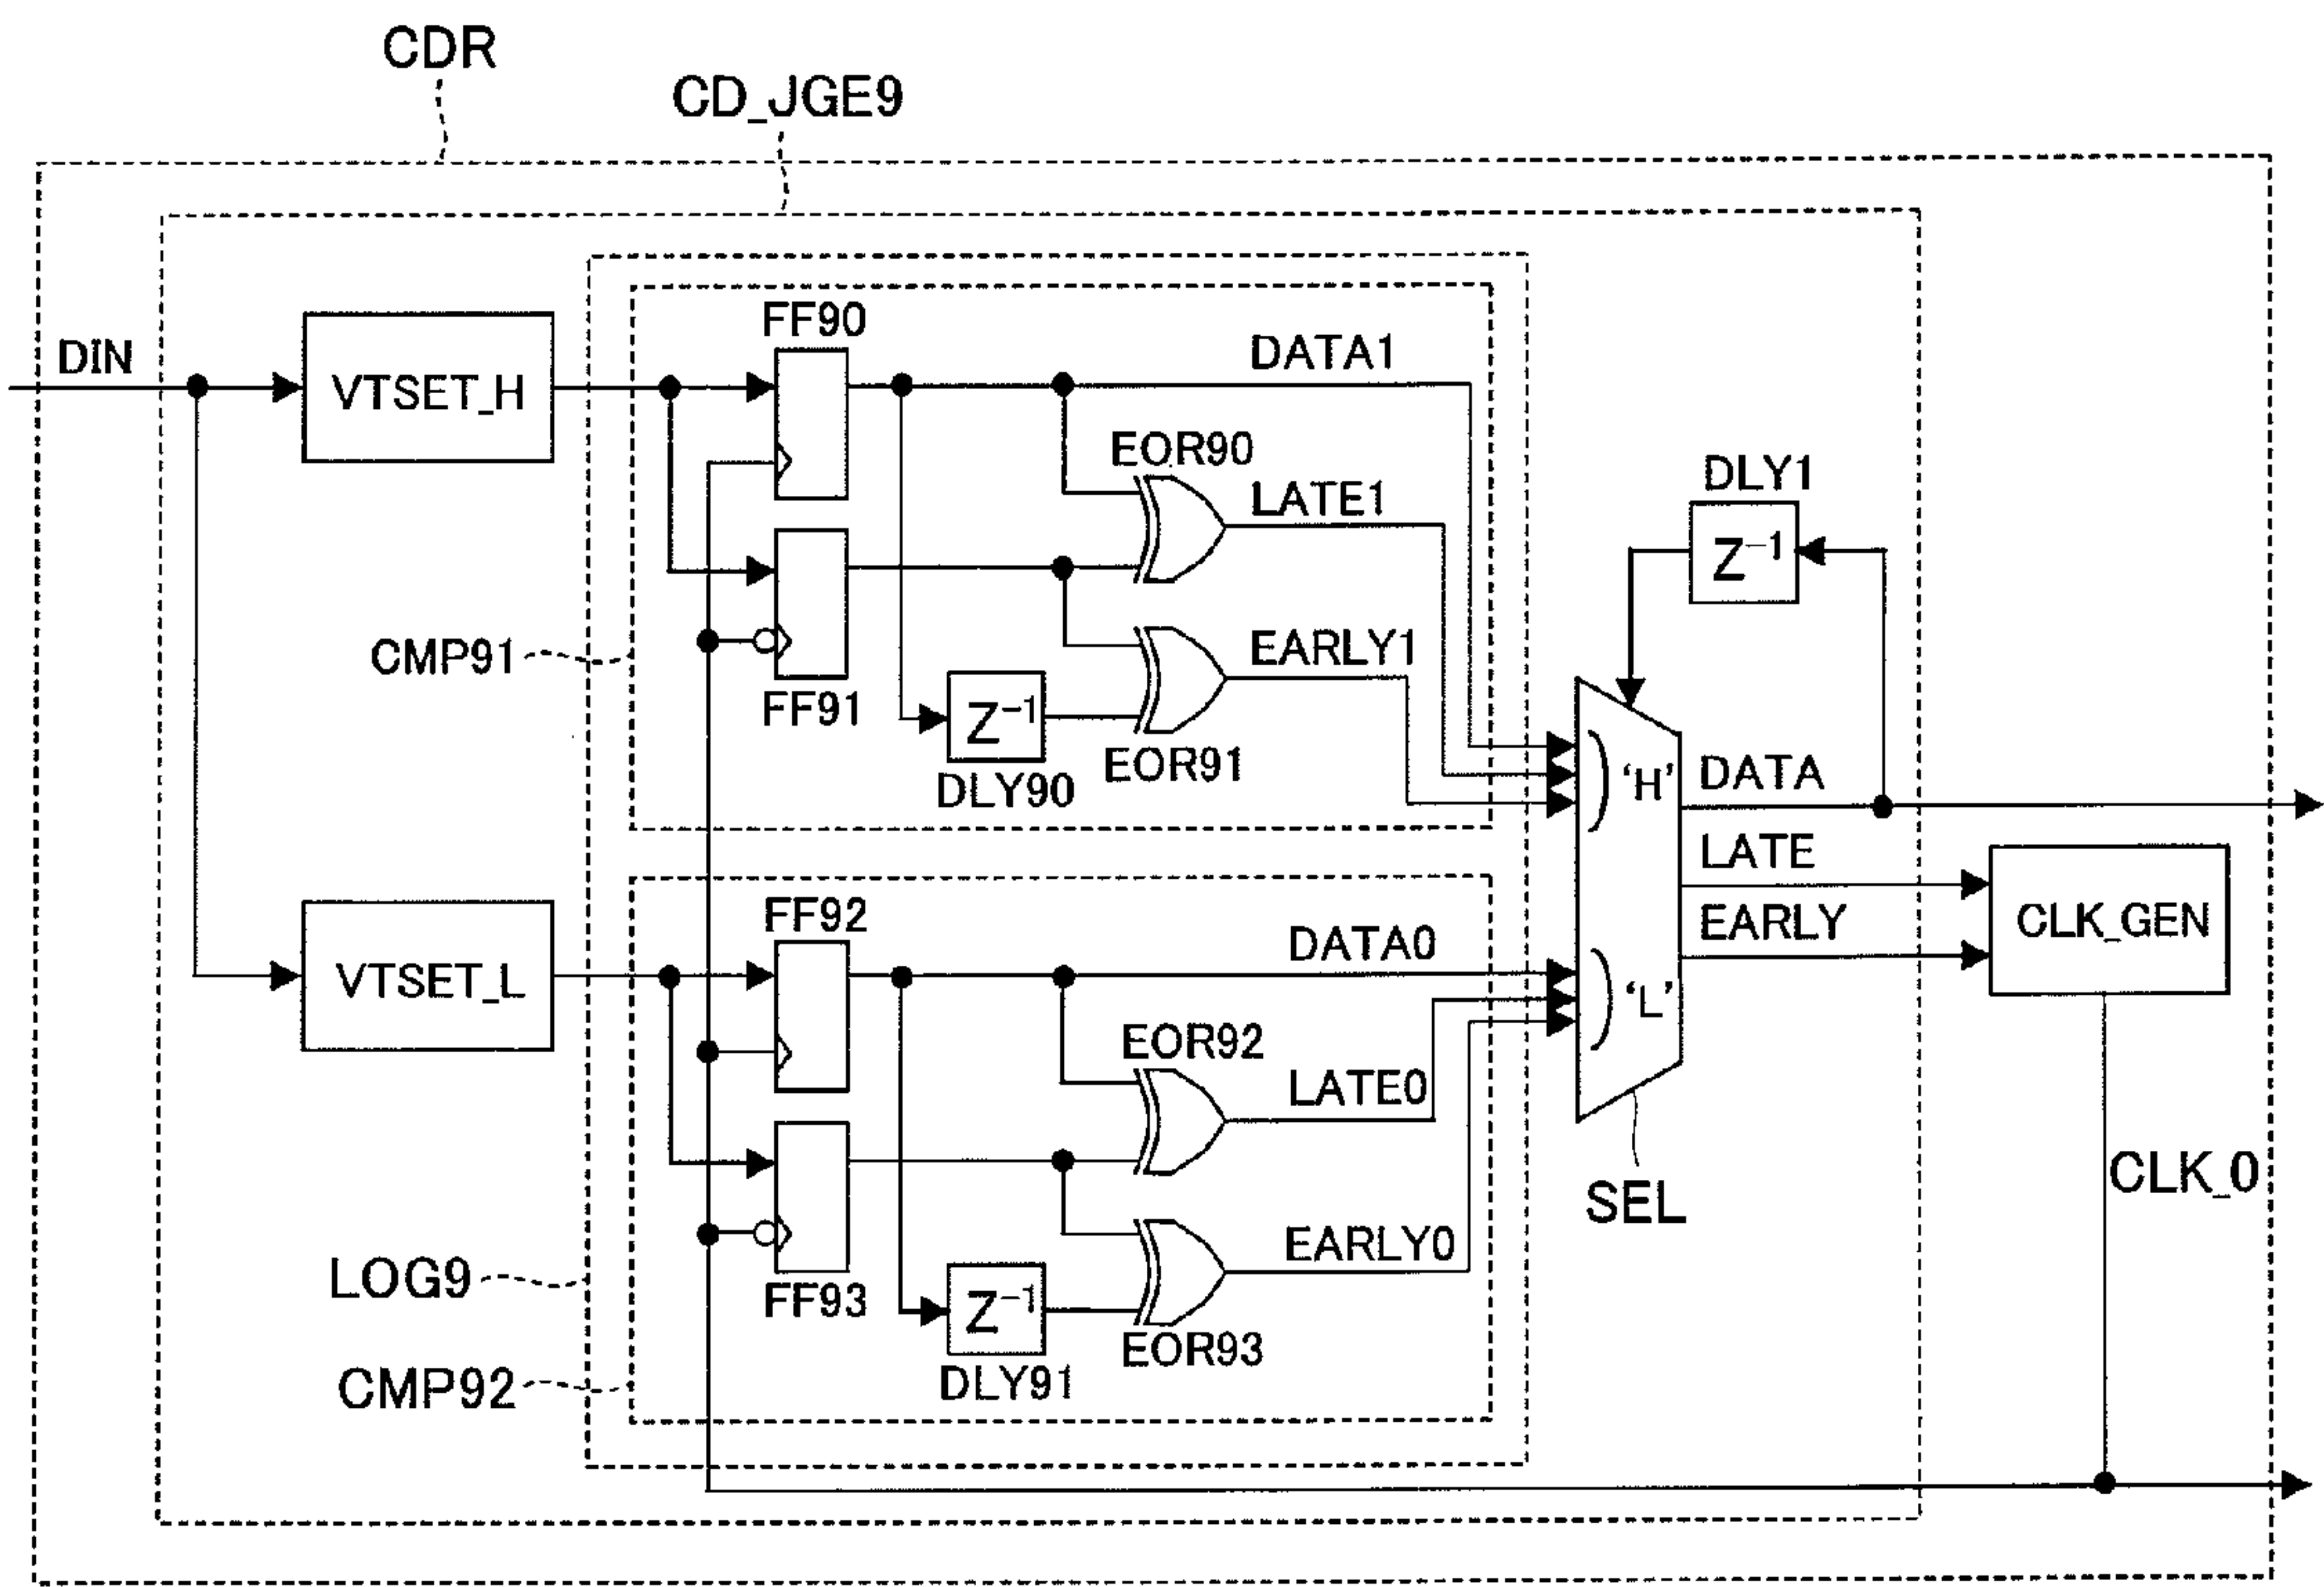 CDR
CD_JGE9
DIN
VTSET_H
FF90
DATA1
EOR90
LATE1
DLY1
Z⁻¹
CMP91
FF91
EARLY1
Z⁻¹
DLY90
EOR91
'H'
DATA
LATE
EARLY
CLK_GEN
VTSET_L
FF92
DATA0
'L'
EOR92
LATE0
SEL
CLK_0
LOG9
FF93
EARLY0
Z⁻¹
EOR93
CMP92
DLY91